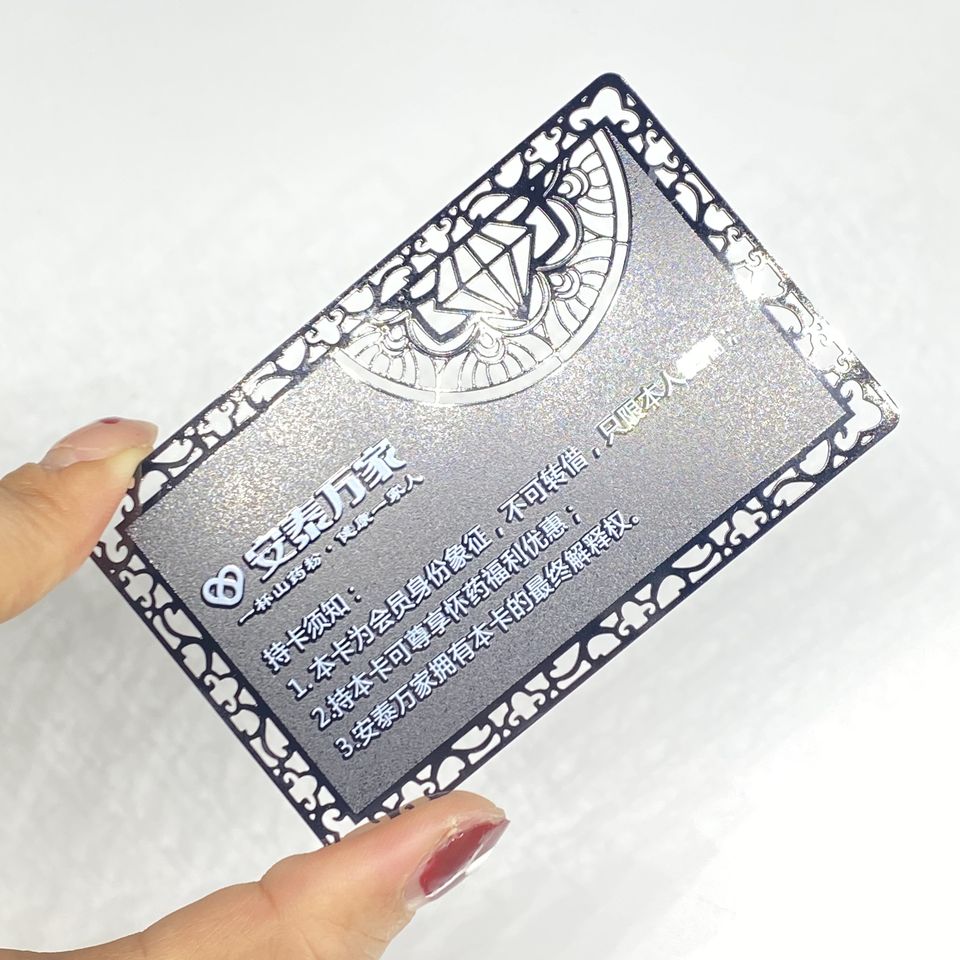 安泰万家
一杯山药粉·健康一家人
持卡须知：
1.本卡为会员身份象征，不可转借，只限本人使用；
2.持本卡可尊享怀药福利优惠；
3.安泰万家拥有本卡的最终解释权。